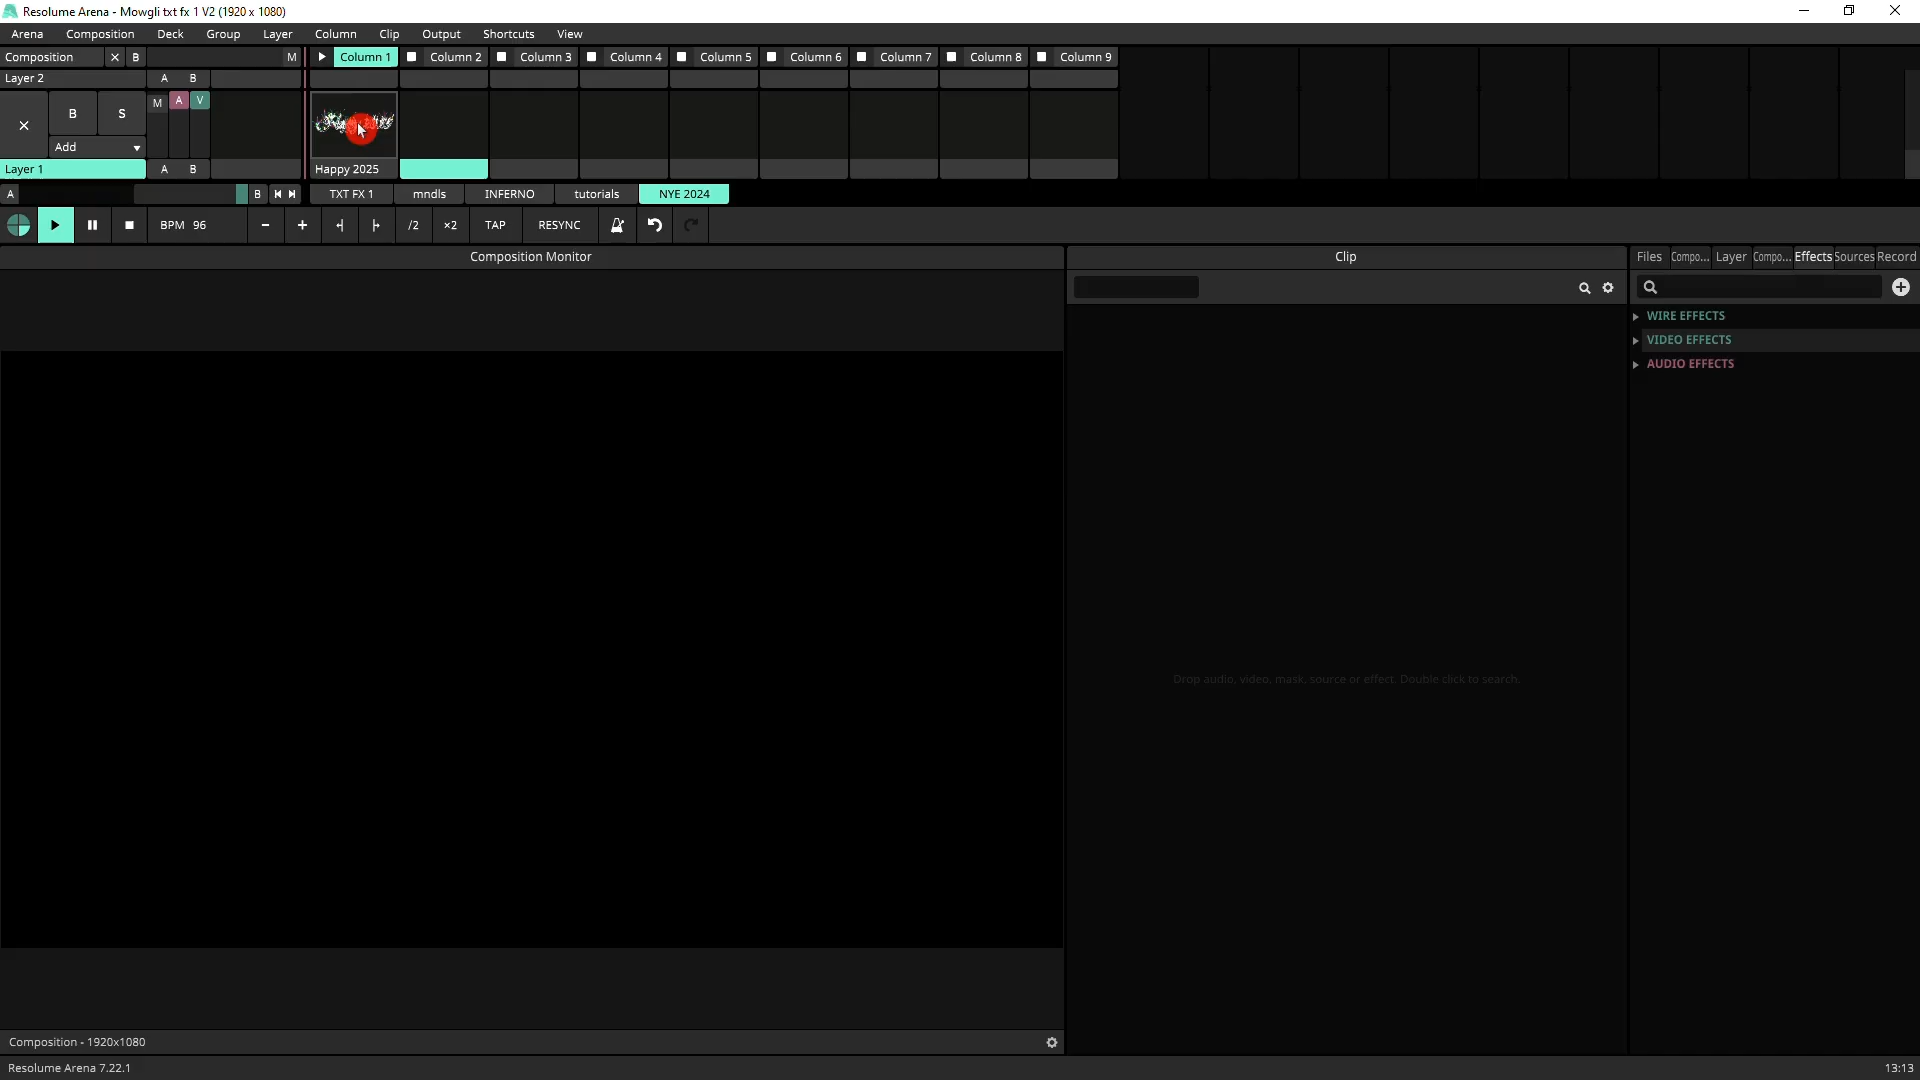 Resolume Arena - Mowgli txt fx 1 V2 (1920 x 1080)
Arena Composition Deck Group Layer Column Clip Output Shortcuts View
Composition B M Column 1 Column 2 Column 3 Column 4 Column 5 Column 6 Column 7 Column 8 Column 9
Layer 2 A B
B S M A V
Add
Layer 1 A B Happy 2025
A B TXT FX 1 mndls INFERNO tutorials NYE 2024
BPM 96 - + /2 ×2 TAP RESYNC
Composition Monitor Clip Files Compo... Layer Compo... Effects Sources Record
WIRE EFFECTS
VIDEO EFFECTS
AUDIO EFFECTS
Drop audio, video, mask, source or effect. Double click to search.
Composition - 1920x1080
Resolume Arena 7.22.1 13:13